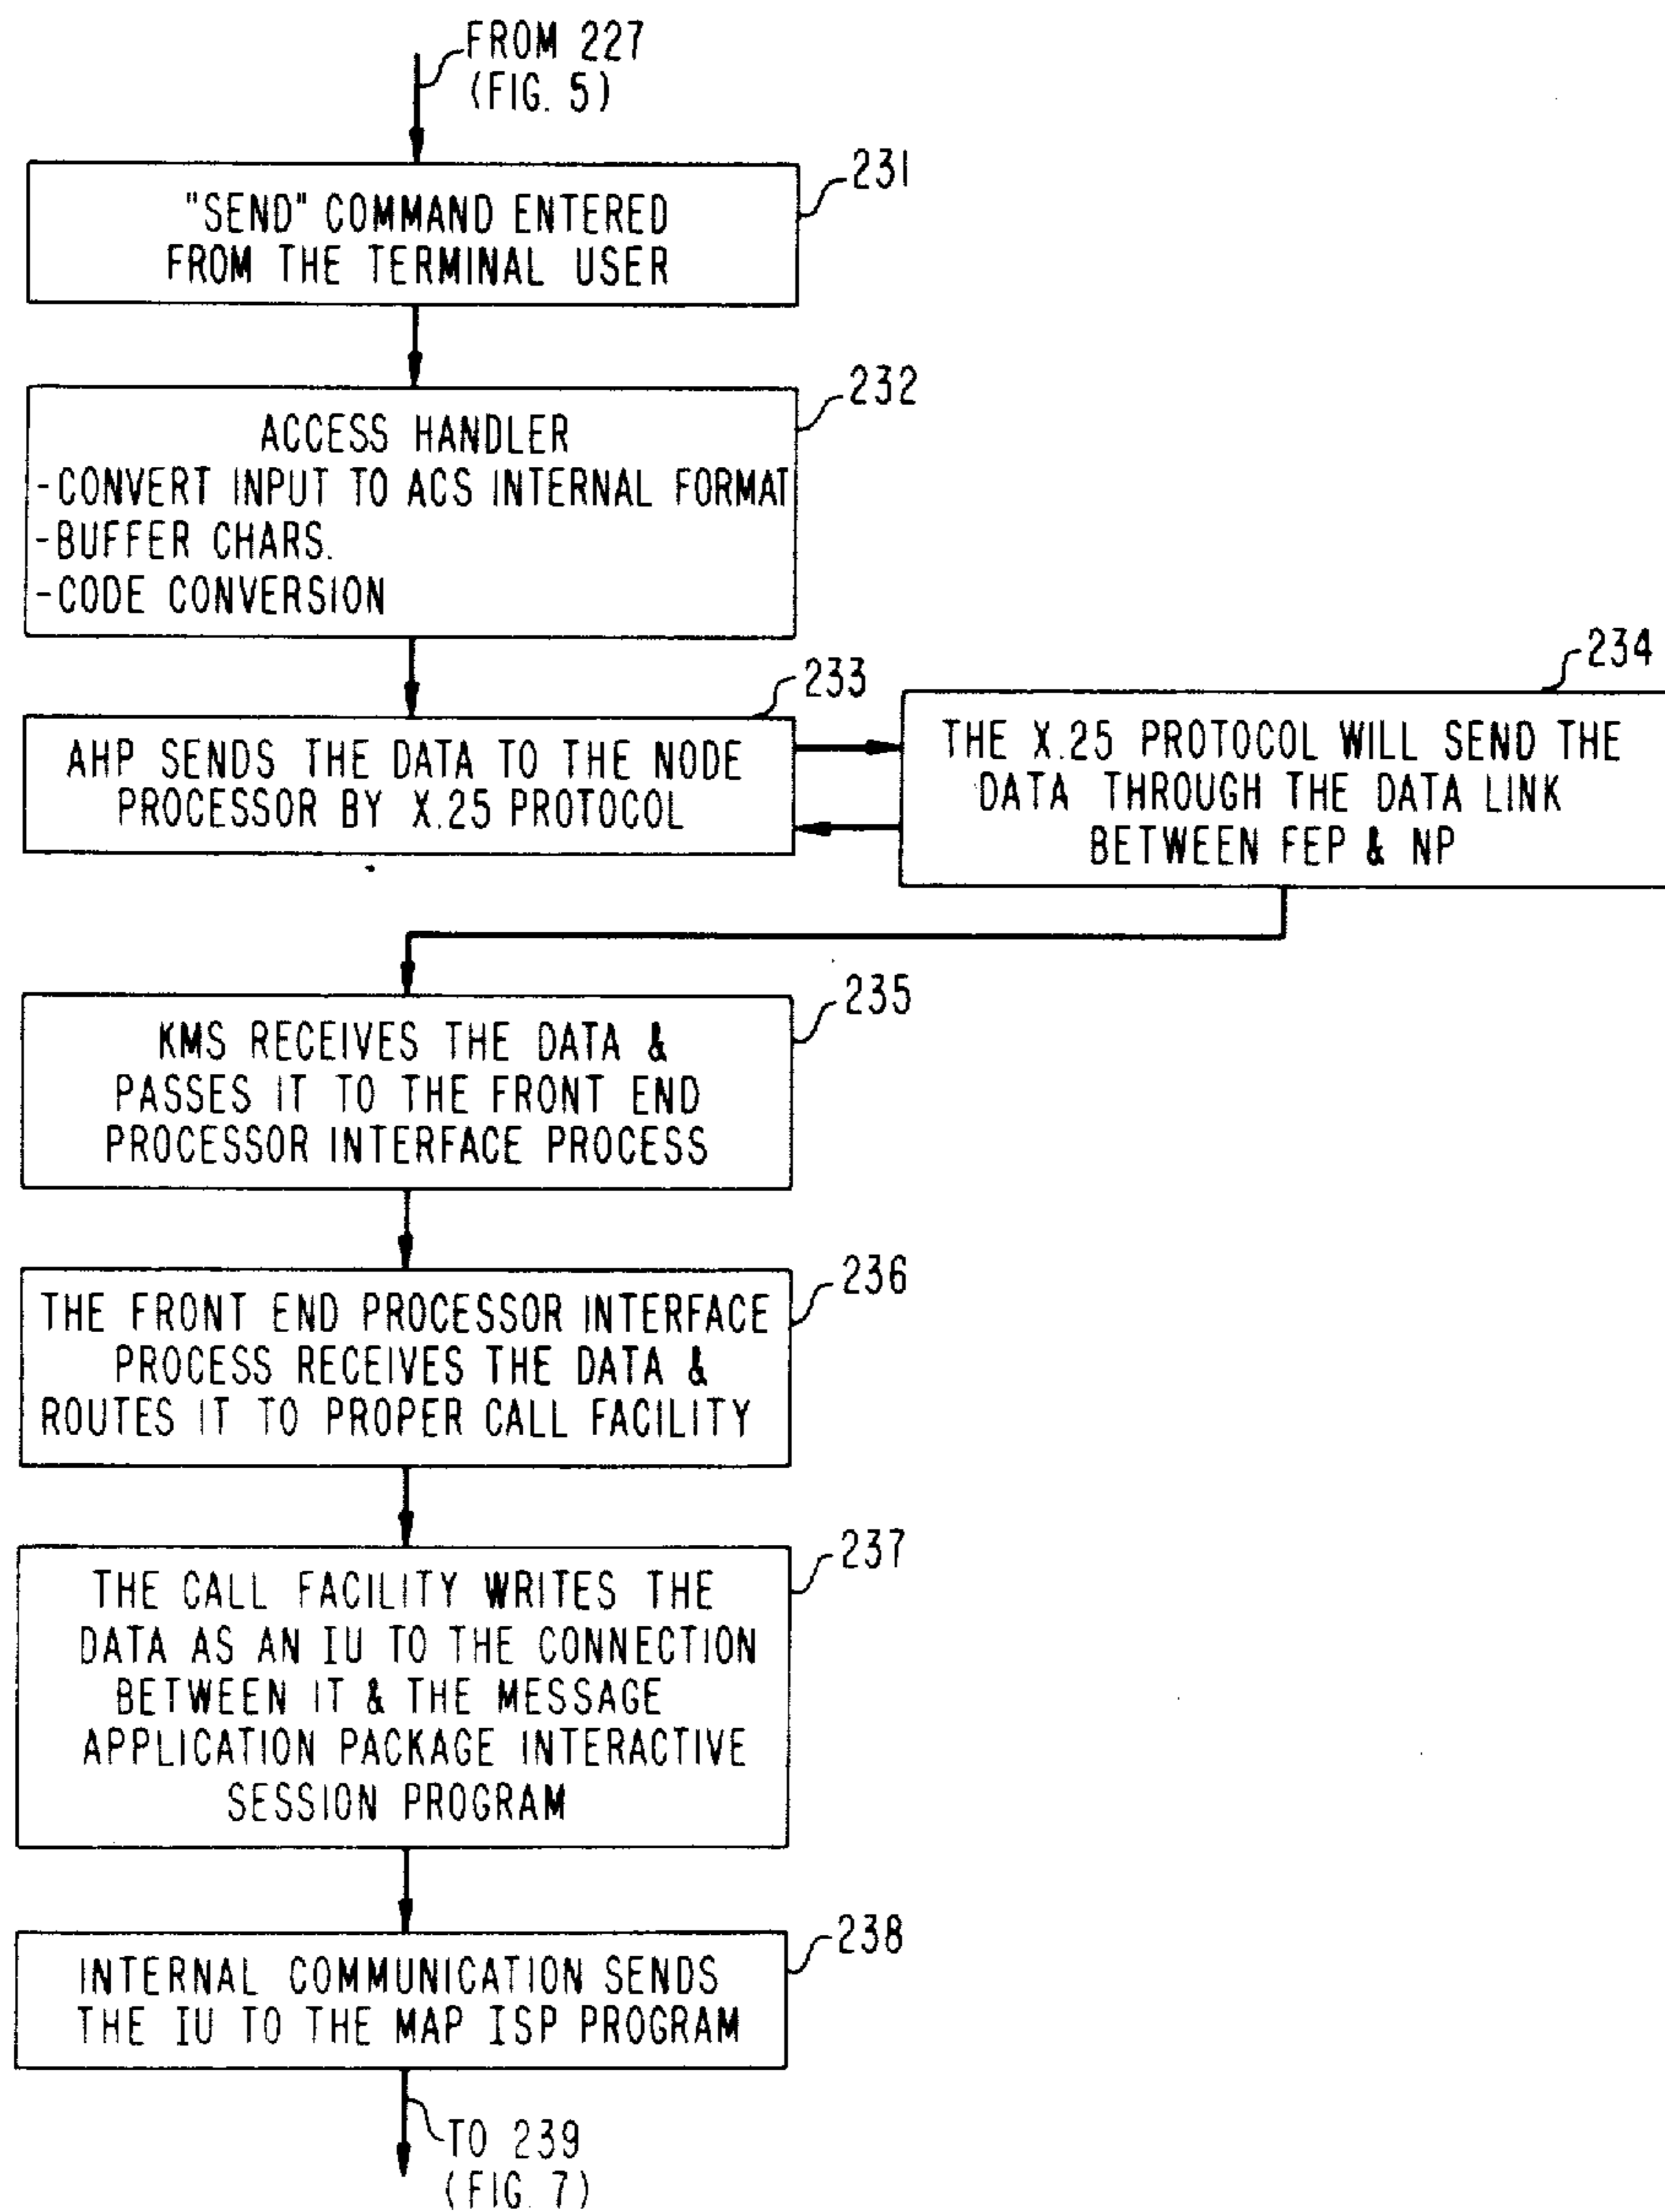 FROM 227
(FIG. 5)
231
"SEND" COMMAND ENTERED
FROM THE TERMINAL USER
232
ACCESS HANDLER
-CONVERT INPUT TO ACS INTERNAL FORMAT
-BUFFER CHARS.
-CODE CONVERSION
233
AHP SENDS THE DATA TO THE NODE
PROCESSOR BY X.25 PROTOCOL
234
THE X.25 PROTOCOL WILL SEND THE
DATA THROUGH THE DATA LINK
BETWEEN FEP & NP
235
KMS RECEIVES THE DATA &
PASSES IT TO THE FRONT END
PROCESSOR INTERFACE PROCESS
236
THE FRONT END PROCESSOR INTERFACE
PROCESS RECEIVES THE DATA &
ROUTES IT TO PROPER CALL FACILITY
237
THE CALL FACILITY WRITES THE
DATA AS AN IU TO THE CONNECTION
BETWEEN IT & THE MESSAGE
APPLICATION PACKAGE INTERACTIVE
SESSION PROGRAM
238
INTERNAL COMMUNICATION SENDS
THE IU TO THE MAP ISP PROGRAM
TO 239
(FIG. 7)